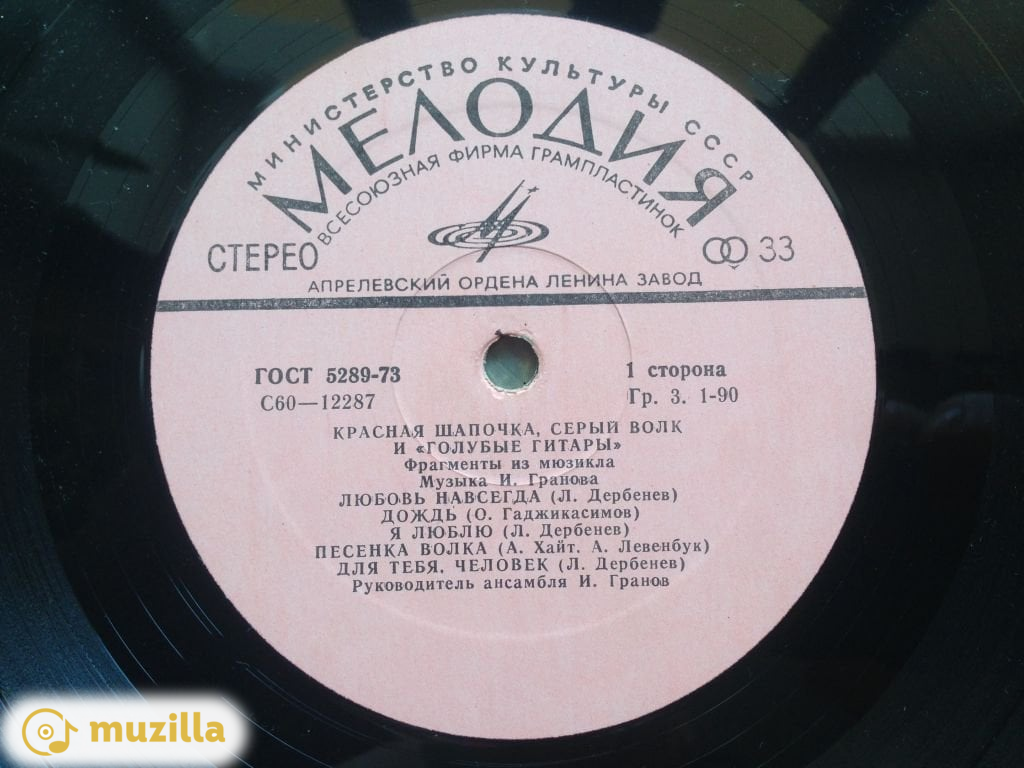 МИНИСТЕРСТВО КУЛЬТУРЫ СССР
МЕЛОДИЯ
ВСЕСОЮЗНАЯ ФИРМА ГРАМПЛАСТИНОК
СТЕРЕО
33
АПРЕЛЕВСКИЙ ОРДЕНА ЛЕНИНА ЗАВОД
ГОСТ 5289-73
1 сторона
С60—12287
Гр. 3. 1-90
КРАСНАЯ ШАПОЧКА, СЕРЫЙ ВОЛК
И «ГОЛУБЫЕ ГИТАРЫ»
Фрагменты из мюзикла
Музыка И. Гранова
ЛЮБОВЬ НАВСЕГДА (Л. Дербенев)
ДОЖДЬ (О. Гаджикасимов)
Я ЛЮБЛЮ (Л. Дербенев)
ПЕСЕНКА ВОЛКА (А. Хайт, А. Левенбук)
ДЛЯ ТЕБЯ, ЧЕЛОВЕК (Л. Дербенев)
Руководитель ансамбля И. Гранов
muzilla